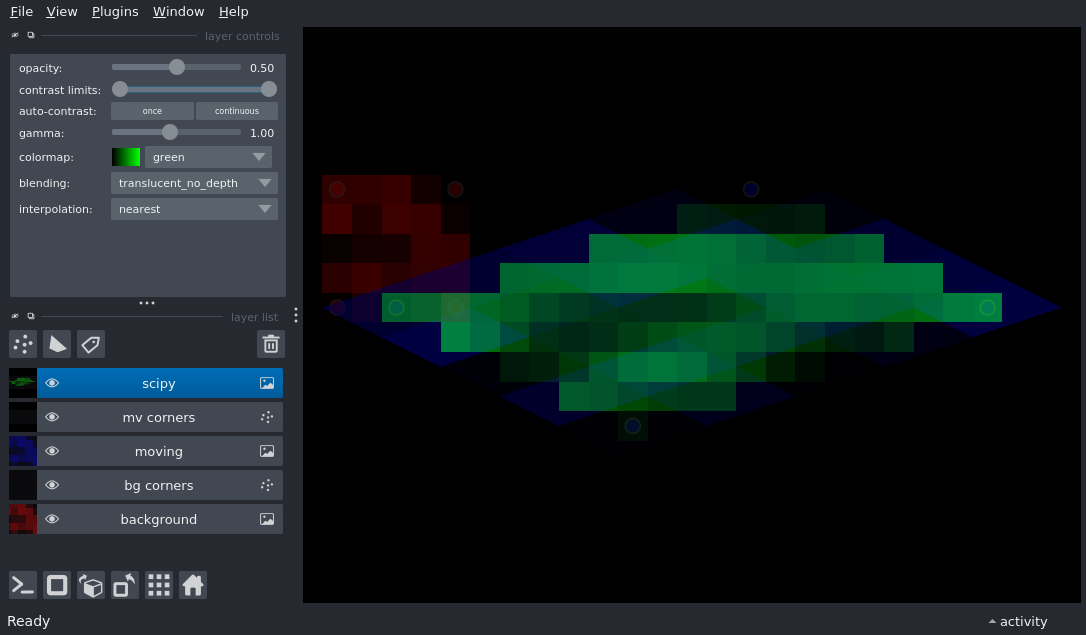 File View Plugins Window Help
layer controls
opacity: 0.50
contrast limits:
auto-contrast: once continuous
gamma: 1.00
colormap: green
blending: translucent_no_depth
interpolation: nearest
layer list
scipy
mv corners
moving
bg corners
background
Ready activity